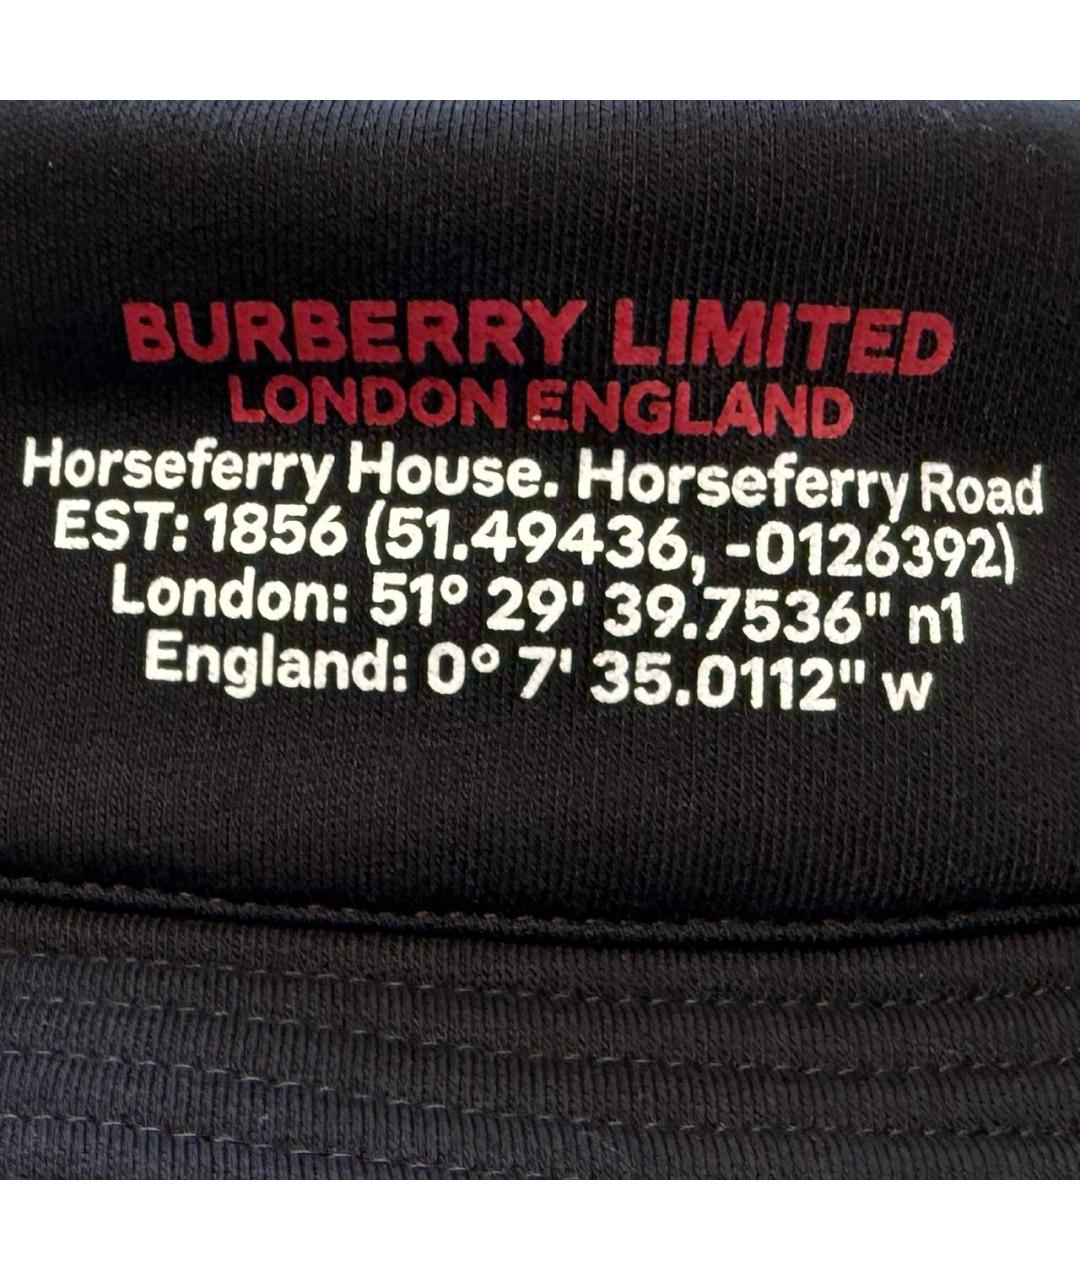 BURBERRY LIMITED
LONDON ENGLAND
Horseferry House. Horseferry Road
EST: 1856 (51.49436, -0126392)
London: 51° 29' 39.7536" n1
England: 0° 7' 35.0112" w